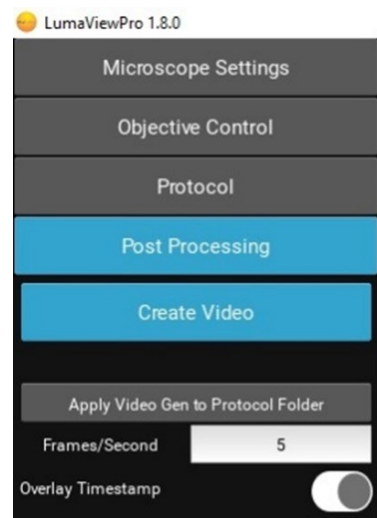 LumaViewPro 1.8.0
Microscope Settings
Objective Control
Protocol
Post Processing
Create Video
Apply Video Gen to Protocol Folder
Frames/Second 5
Overlay Timestamp